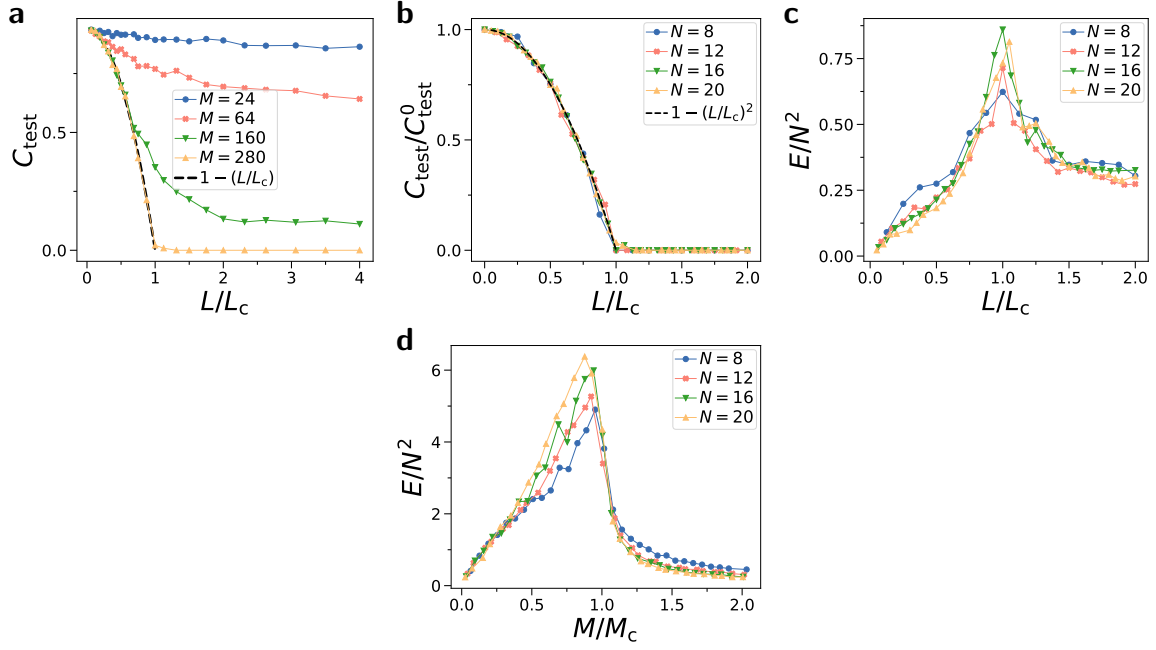 a
C_test
0.5
0.0
M = 24
M = 64
M = 160
M = 280
1 − (L/L_c)
0 1 2 3 4
L/L_c
b
C_test/C^0_test
1.0
0.5
0.0
N = 8
N = 12
N = 16
N = 20
1 − (L/L_c)^2
0.0 0.5 1.0 1.5 2.0
L/L_c
c
E/N^2
0.75
0.50
0.25
0.00
N = 8
N = 12
N = 16
N = 20
0.0 0.5 1.0 1.5 2.0
L/L_c
d
E/N^2
6
4
2
0
N = 8
N = 12
N = 16
N = 20
0.0 0.5 1.0 1.5 2.0
M/M_c